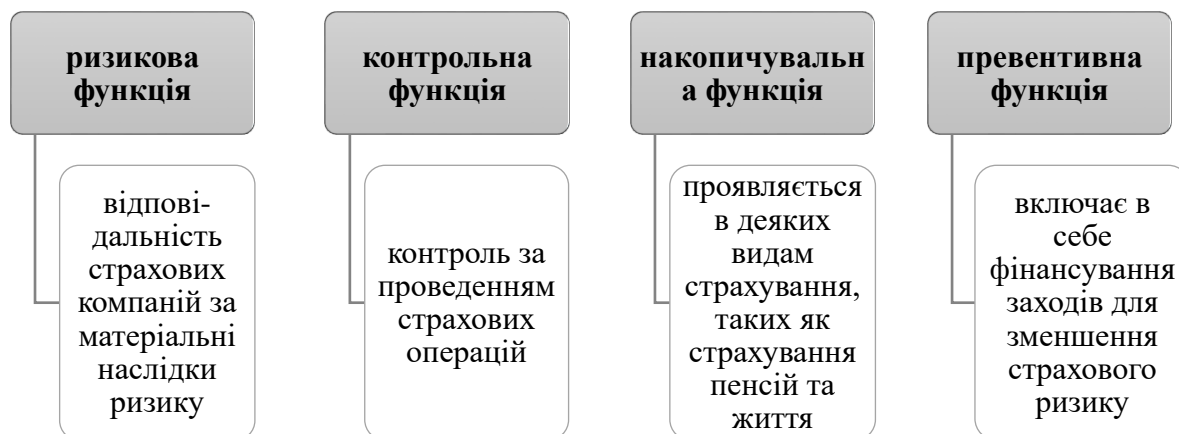 ризикова
функція
відпові-
дальність
страхових
компаній за
матеріальні
наслідки
ризику
контрольна
функція
контроль за
проведенням
страхових
операцій
накопичувальн
а функція
проявляється
в деяких
видам
страхування,
таких як
страхування
пенсій та
життя
превентивна
функція
включає в
себе
фінансування
заходів для
зменшення
страхового
ризику